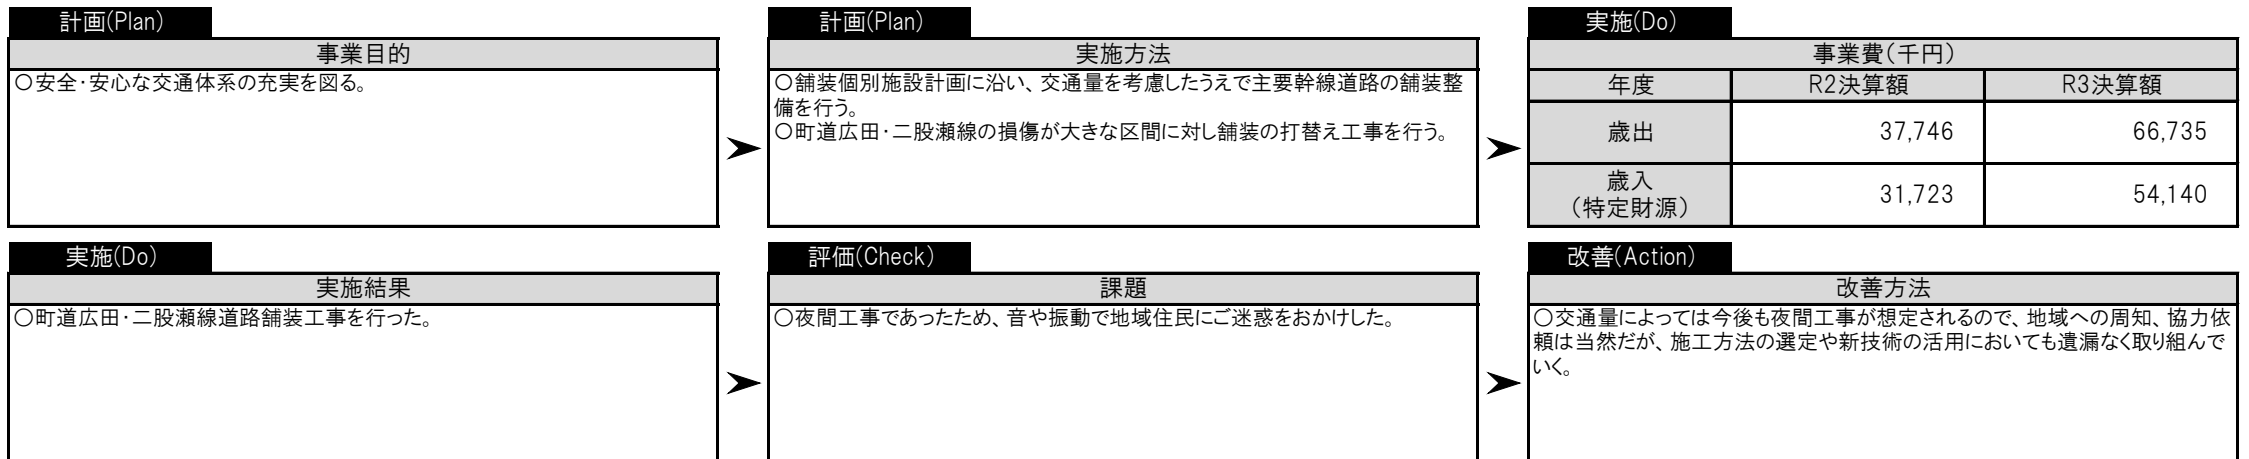 計画(Plan)
事業目的
○安全・安心な交通体系の充実を図る。
計画(Plan)
実施方法
○舗装個別施設計画に沿い、交通量を考慮したうえで主要幹線道路の舗装整
備を行う。
○町道広田・二股瀬線の損傷が大きな区間に対し舗装の打替え工事を行う。
実施(Do)
事業費(千円)
年度 R2決算額 R3決算額
歳出 37,746 66,735
歳入
(特定財源) 31,723 54,140
実施(Do)
実施結果
○町道広田・二股瀬線道路舗装工事を行った。
評価(Check)
課題
○夜間工事であったため、音や振動で地域住民にご迷惑をおかけした。
改善(Action)
改善方法
○交通量によっては今後も夜間工事が想定されるので、地域への周知、協力依
頼は当然だが、施工方法の選定や新技術の活用においても遺漏なく取り組んで
いく。